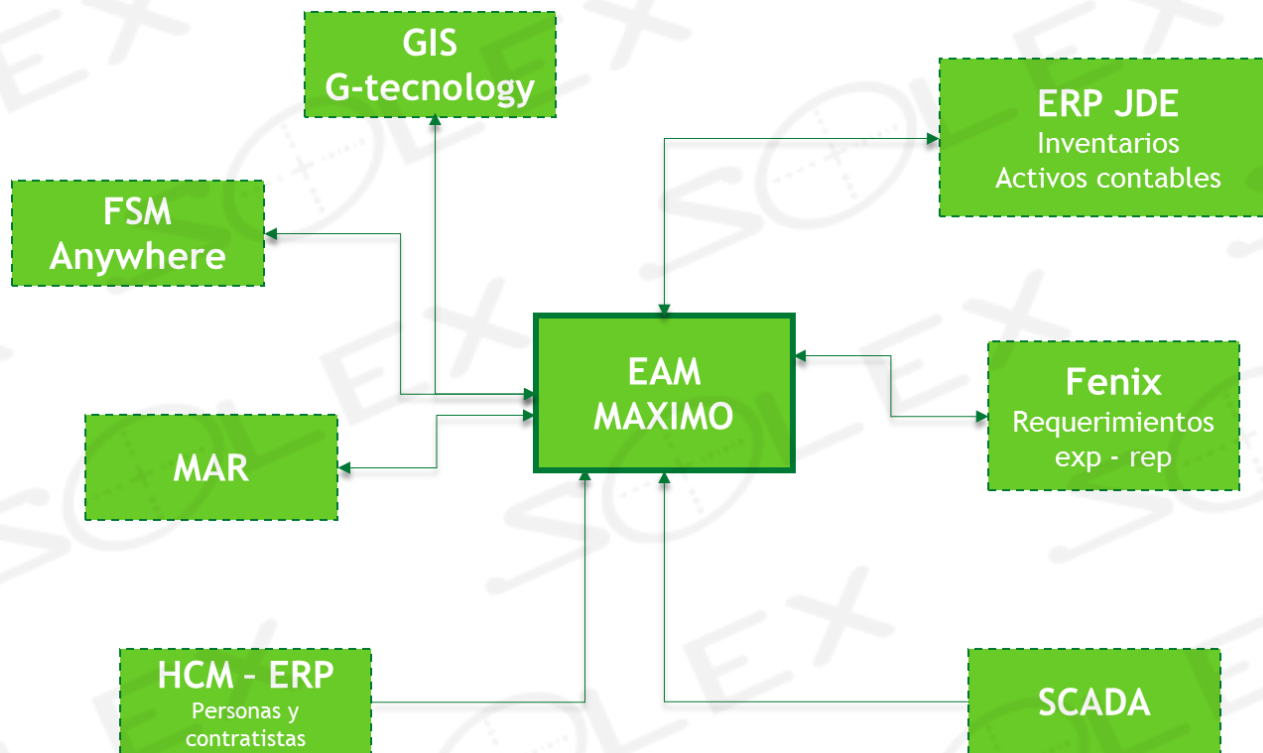 GIS
G-tecnology
ERP JDE
Inventarios
Activos contables
FSM
Anywhere
EAM
MAXIMO
Fenix
Requerimientos
exp - rep
MAR
HCM – ERP
Personas y
contratistas
SCADA
SOLEX